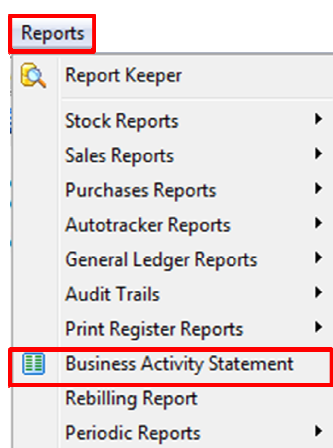 Reports
Report Keeper
Stock Reports
Sales Reports
Purchases Reports
Autotracker Reports
General Ledger Reports
Audit Trails
Print Register Reports
Business Activity Statement
Rebilling Report
Periodic Reports